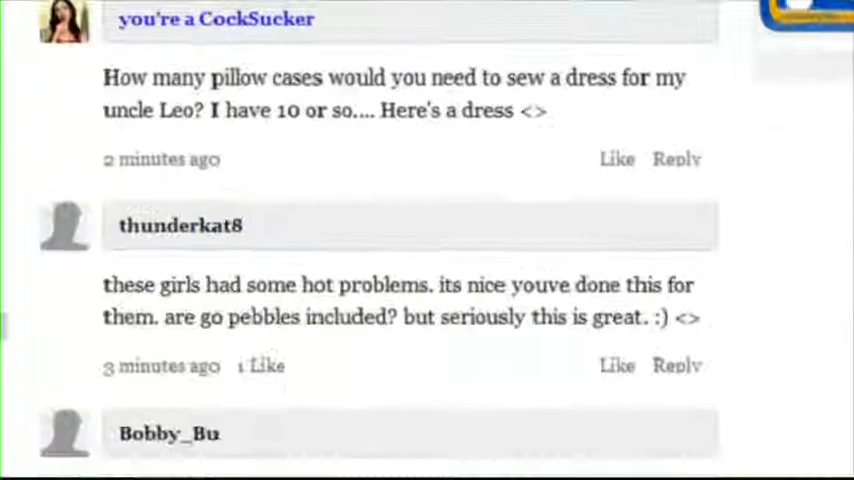 you're a CockSucker
How many pillow cases would you need to sew a dress for my
uncle Leo? I have 10 or so.... Here's a dress <>
2 minutes ago Like Reply
thunderkat8
these girls had some hot problems. its nice youve done this for
them. are go pebbles included? but seriously this is great. :) <>
3 minutes ago 1 Like Like Reply
Bobby_Bu